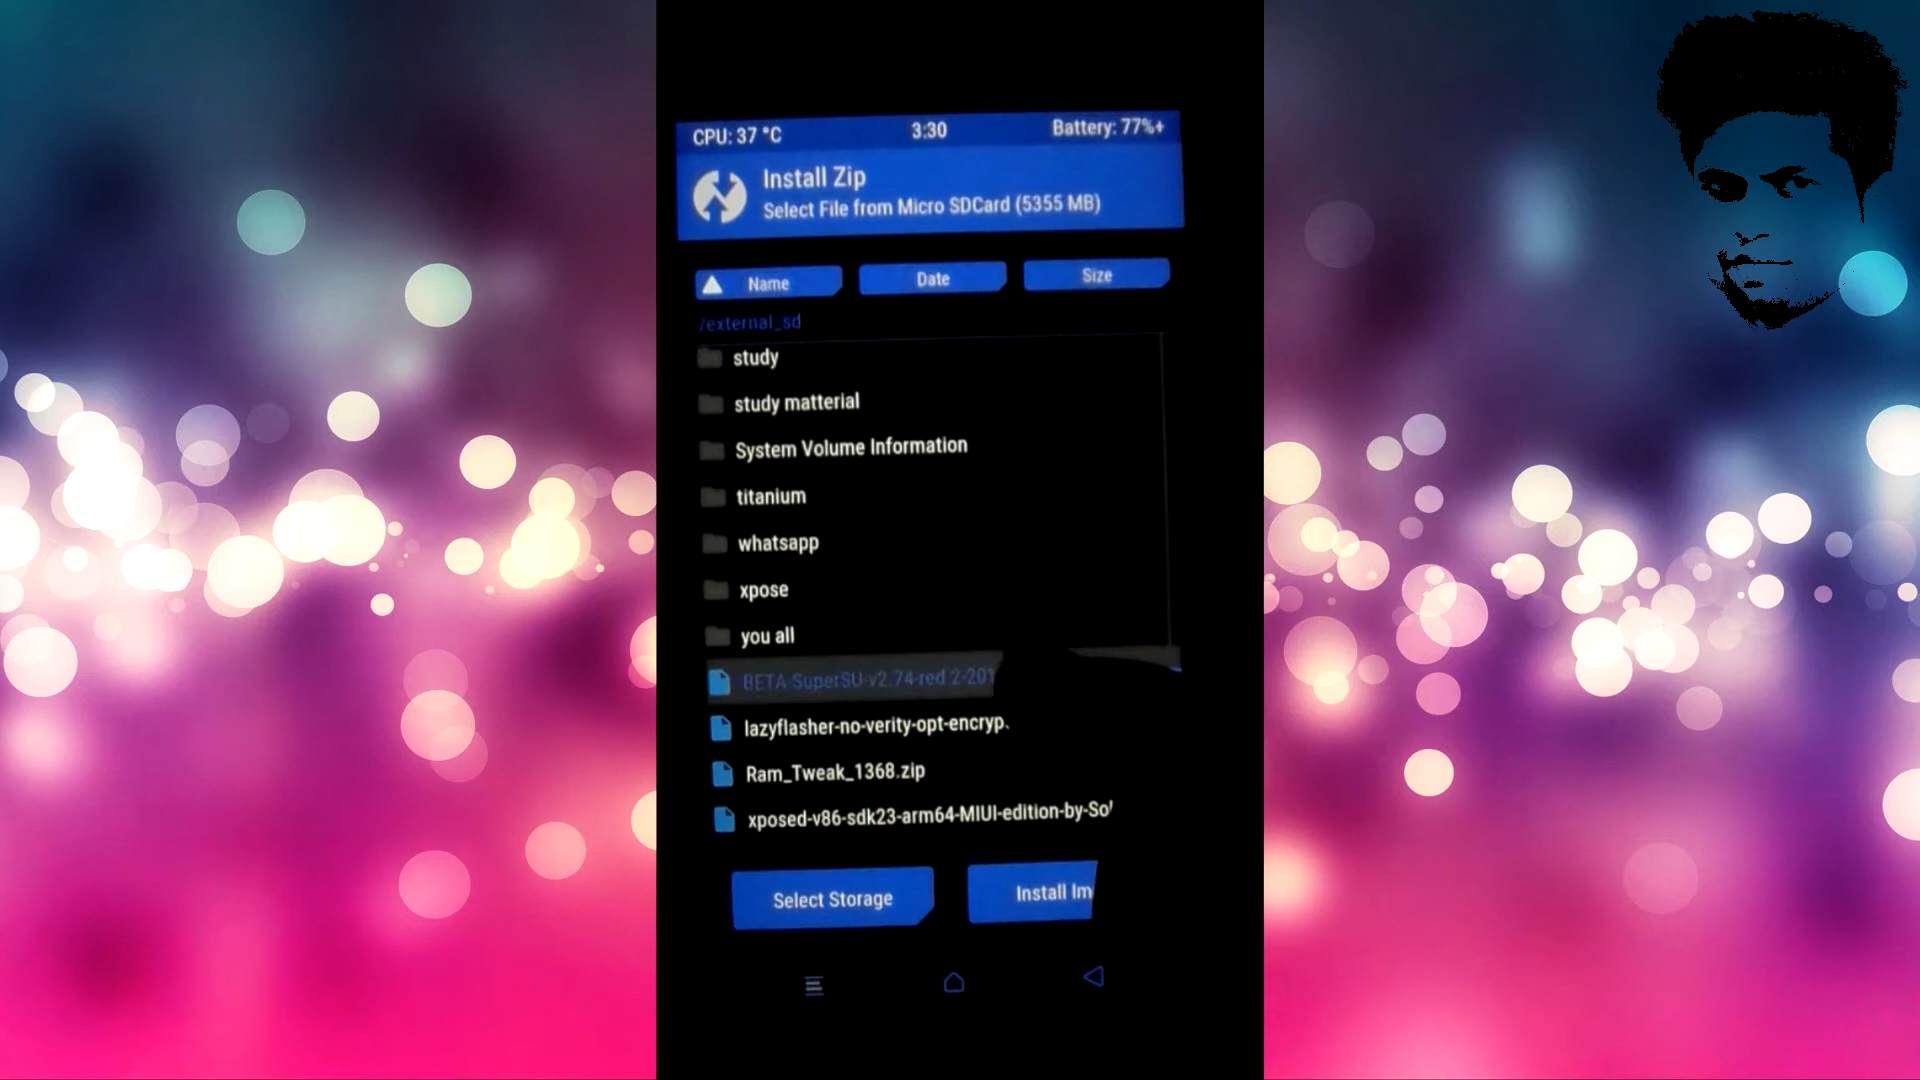 CPU: 37 °C 3:30 Battery: 77%+
Install Zip
Select File from Micro SDCard (5355 MB)
Name Date Size
/external_sd
study
study matterial
System Volume Information
titanium
whatsapp
xpose
you all
BETA-SuperSU-v2.74-red 2-201
lazyflasher-no-verity-opt-encryp.
Ram_Tweak_1368.zip
xposed-v86-sdk23-arm64-MIUI-edition-by-So
Select Storage Install Im